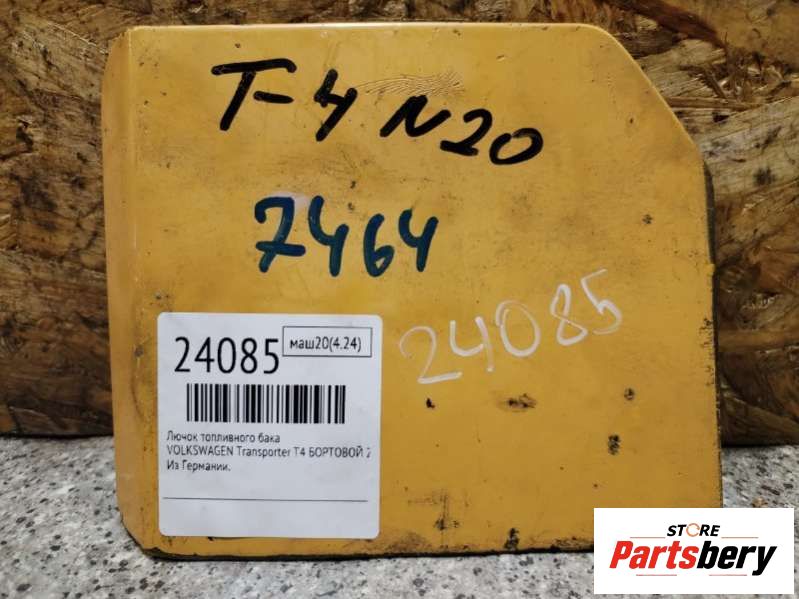 T-4 N20
7464
24085
24085
маш20(4.24)
Лючок топливного бака
VOLKSWAGEN Transporter T4 БОРТОВОЙ 2
Из Германии.
STORE
Partsbery